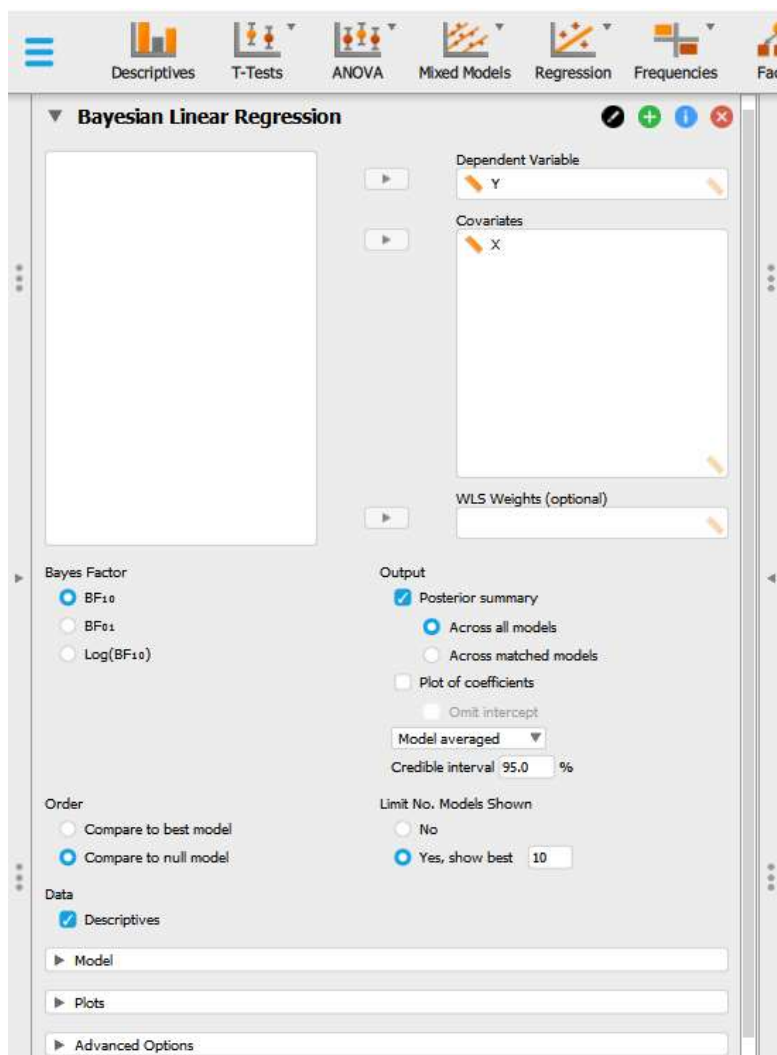 Descriptives T-Tests ANOVA Mixed Models Regression Frequencies Fac
Bayesian Linear Regression
Dependent Variable
Y
Covariates
X
WLS Weights (optional)
Bayes Factor
BF₁₀
BF₀₁
Log(BF₁₀)
Output
Posterior summary
Across all models
Across matched models
Plot of coefficients
Omit intercept
Model averaged
Credible interval 95.0 %
Order
Compare to best model
Compare to null model
Limit No. Models Shown
No
Yes, show best 10
Data
Descriptives
Model
Plots
Advanced Options